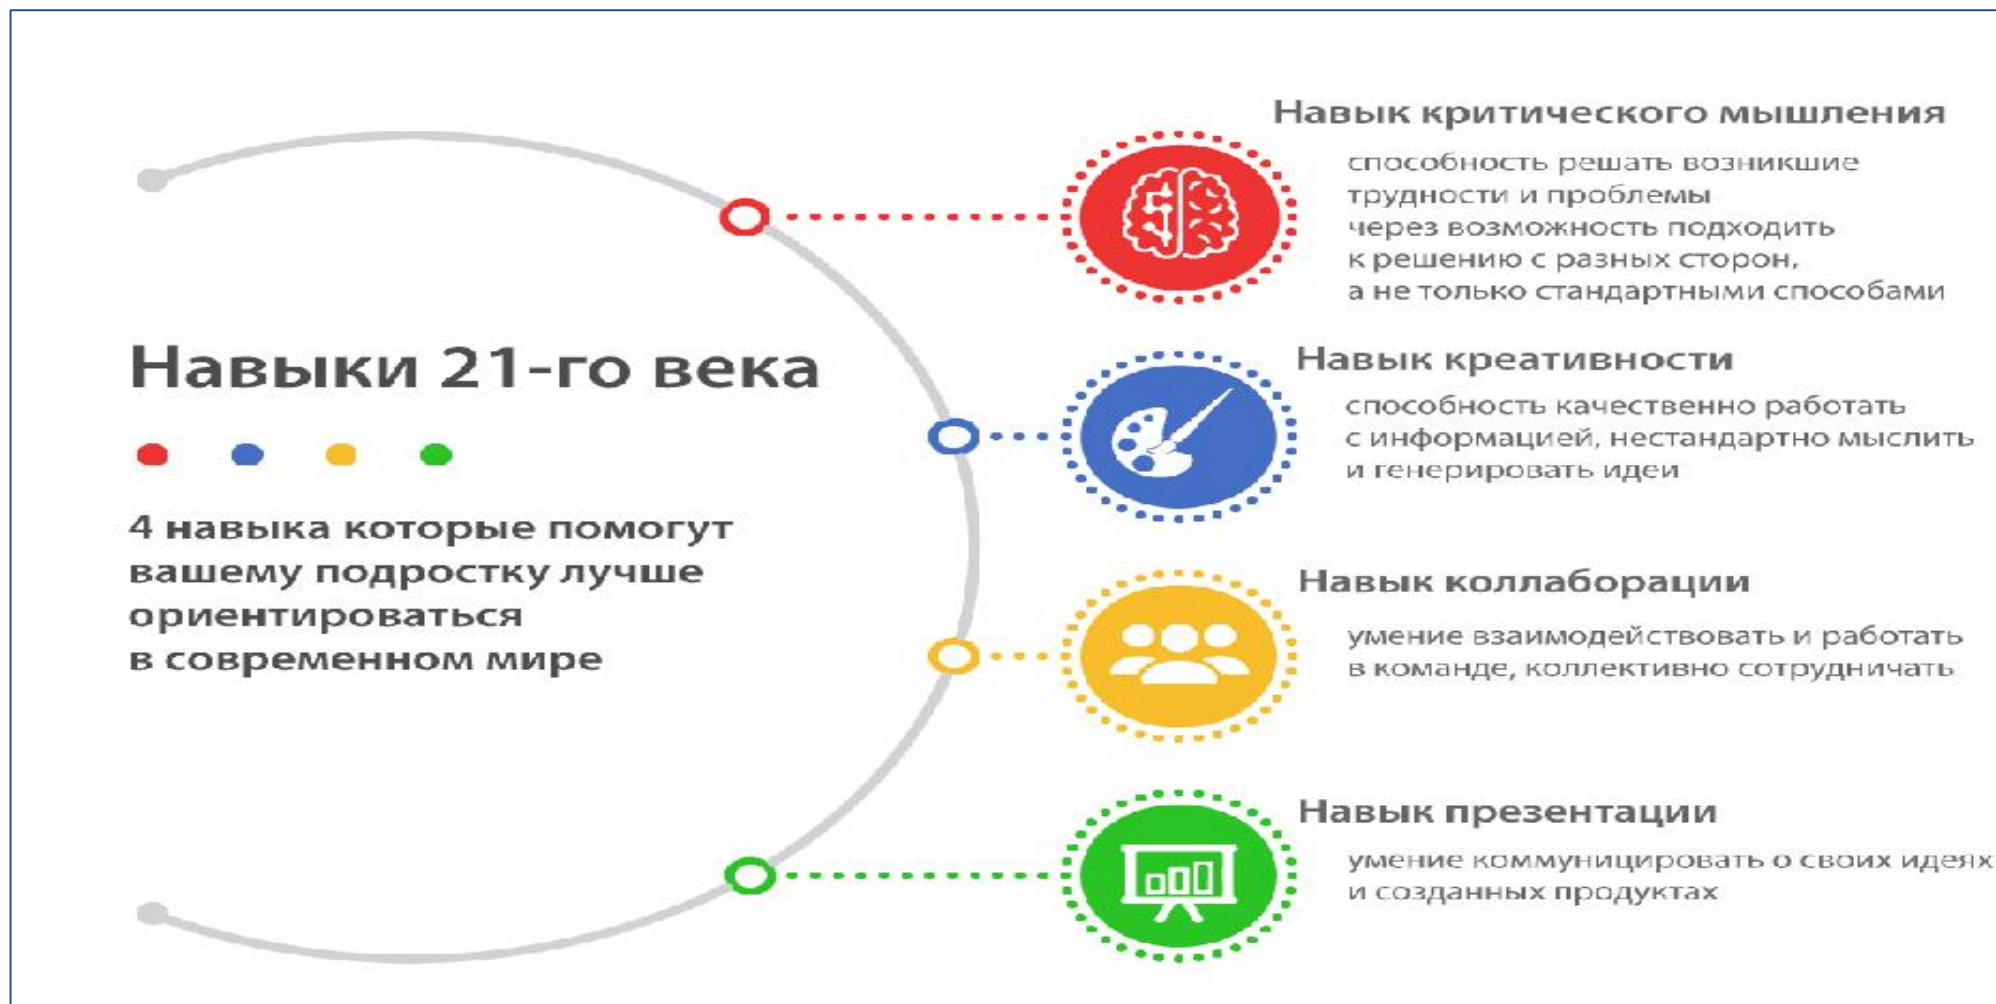 Навыки 21-го века
4 навыка которые помогут
вашему подростку лучше
ориентироваться
в современном мире
Навык критического мышления
способность решать возникшие
трудности и проблемы
через возможность подходить
к решению с разных сторон,
а не только стандартными способами
Навык креативности
способность качественно работать
с информацией, нестандартно мыслить
и генерировать идеи
Навык коллаборации
умение взаимодействовать и работать
в команде, коллективно сотрудничать
Навык презентации
умение коммуницировать о своих идеях
и созданных продуктах